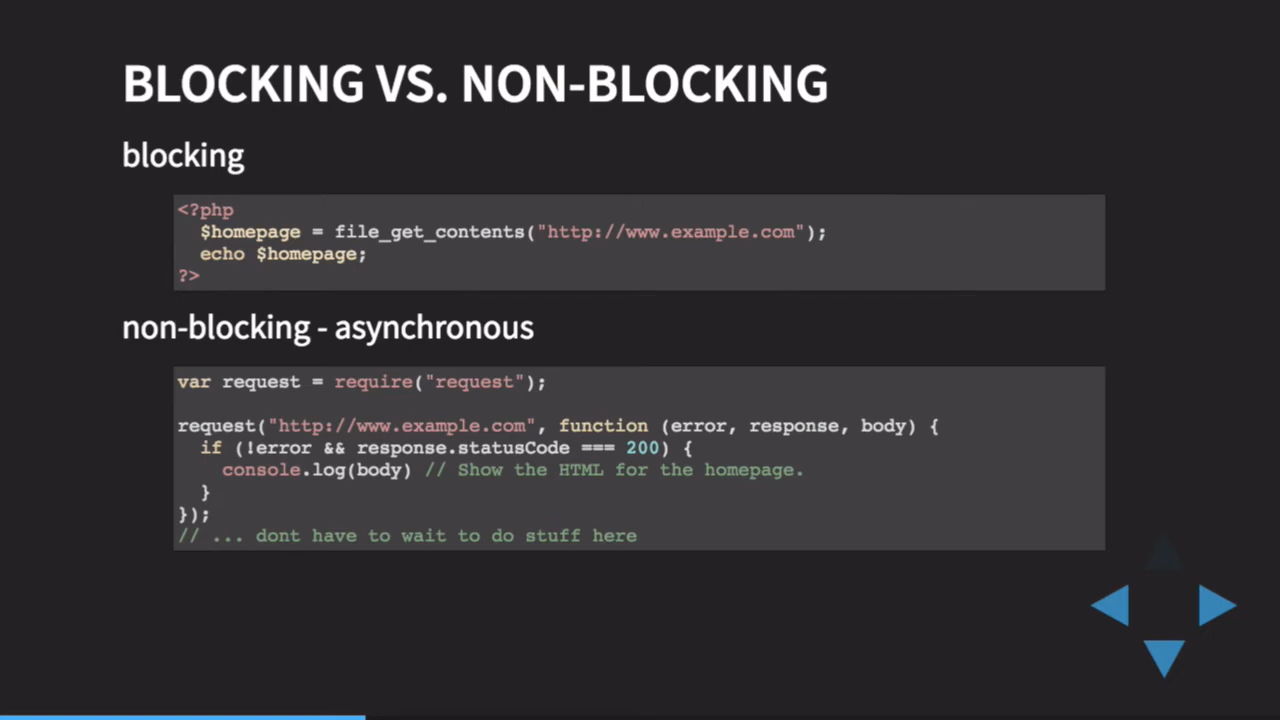 BLOCKING VS. NON-BLOCKING
blocking
<?php
  $homepage = file_get_contents("http://www.example.com");
  echo $homepage;
?>
non-blocking - asynchronous
var request = require("request");
request("http://www.example.com", function (error, response, body) {
  if (!error && response.statusCode === 200) {
    console.log(body) // Show the HTML for the homepage.
  }
});
// ... dont have to wait to do stuff here